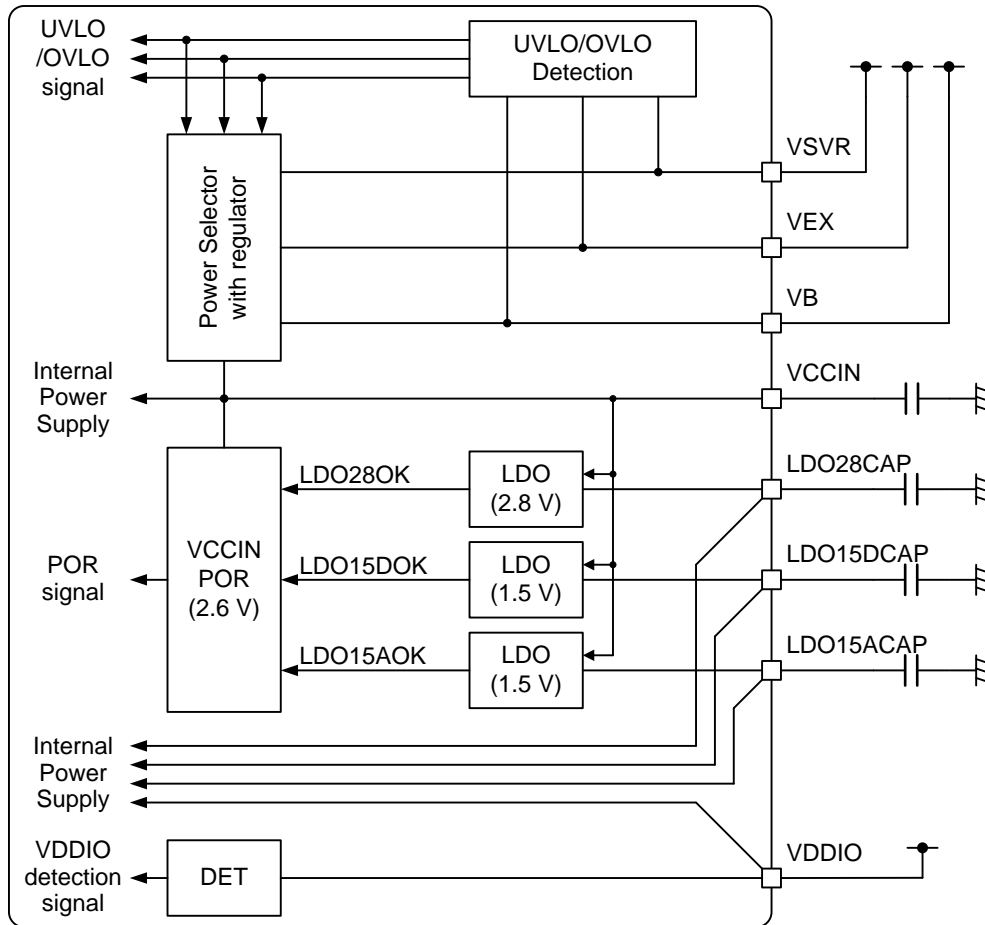 UVLO
/OVLO
signal
UVLO/OVLO
Detection
VSVR
VEX
VB
Power Selector
with regulator
Internal
Power
Supply
VCCIN
LDO28OK
LDO
(2.8 V)
LDO28CAP
VCCIN
POR
(2.6 V)
POR
signal
LDO15DOK
LDO
(1.5 V)
LDO15DCAP
LDO15AOK
LDO
(1.5 V)
LDO15ACAP
Internal
Power
Supply
VDDIO
detection
signal
DET
VDDIO